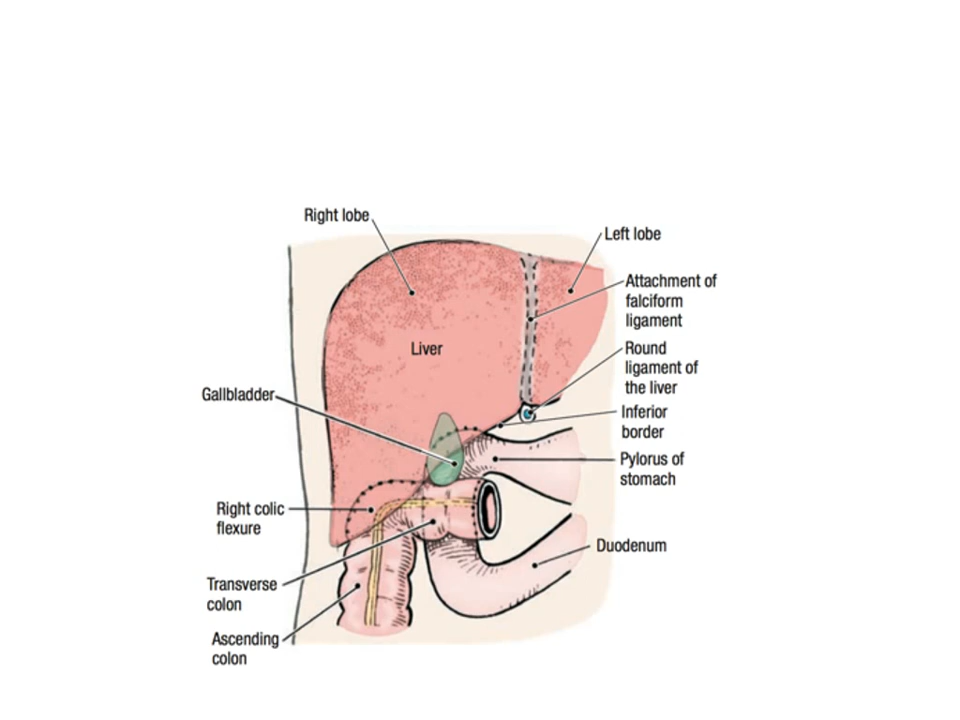 Right lobe
Left lobe
Attachment of
falciform
ligament
Liver
Round
ligament of
the liver
Gallbladder
Inferior
border
Pylorus of
stomach
Right colic
flexure
Duodenum
Transverse
colon
Ascending
colon